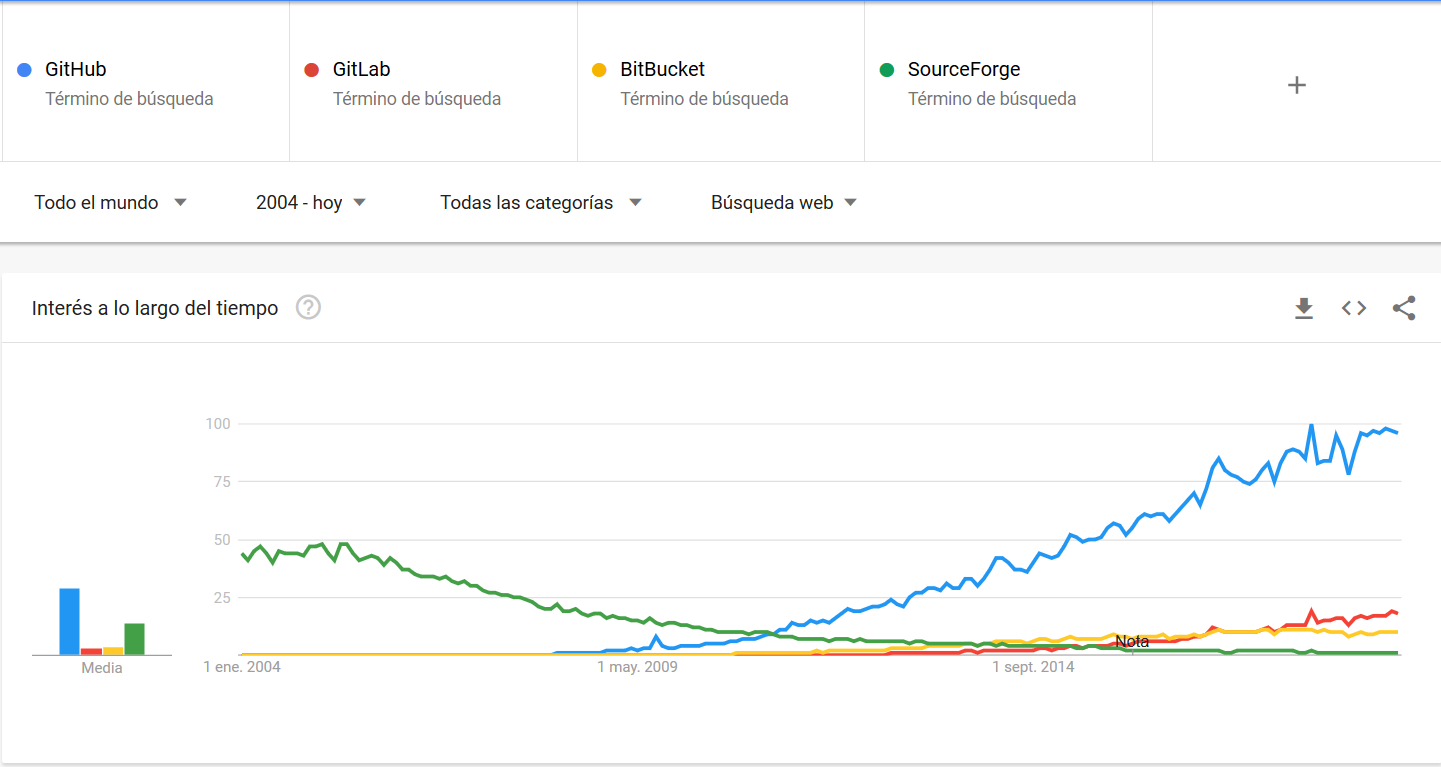 GitHub
Término de búsqueda
GitLab
Término de búsqueda
BitBucket
Término de búsqueda
SourceForge
Término de búsqueda
+
Todo el mundo
2004 - hoy
Todas las categorías
Búsqueda web
Interés a lo largo del tiempo
?
100
75
50
25
Nota
Media
1 ene. 2004
1 may. 2009
1 sept. 2014